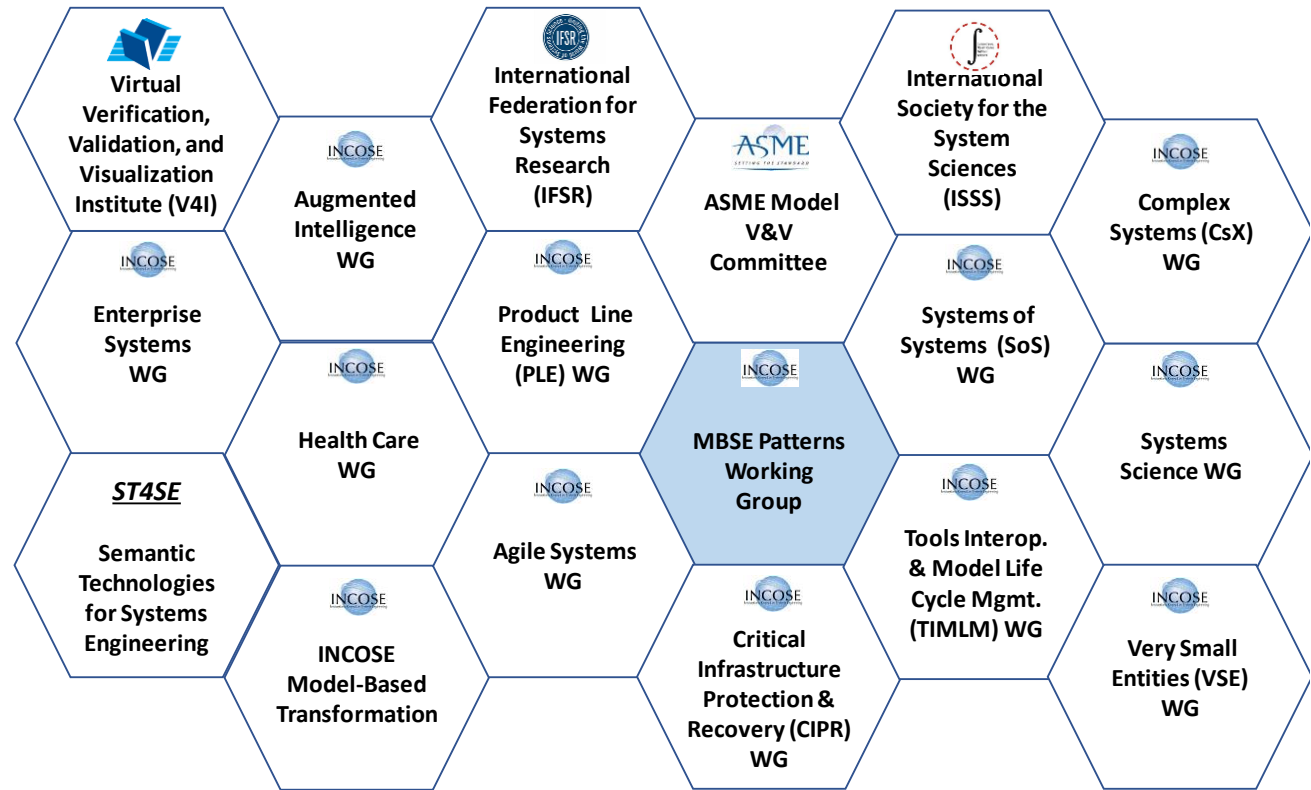 Virtual
Verification,
Validation, and
Visualization
Institute (V4I)
INCOSE
Enterprise
Systems
WG
ST4SE
Semantic
Technologies
for Systems
Engineering
INCOSE
Augmented
Intelligence
WG
INCOSE
Health Care
WG
INCOSE
INCOSE
Model-Based
Transformation
IFSR
International
Federation for
Systems
Research
(IFSR)
INCOSE
Product Line
Engineering
(PLE) WG
INCOSE
Agile Systems
WG
ASME
SETTING THE STANDARD
ASME Model
V&V
Committee
INCOSE
MBSE Patterns
Working
Group
INCOSE
Critical
Infrastructure
Protection &
Recovery (CIPR)
WG
International
Society for the
System
Sciences
(ISSS)
INCOSE
Systems of
Systems (SoS)
WG
INCOSE
Tools Interop.
& Model Life
Cycle Mgmt.
(TIMLM) WG
INCOSE
Complex
Systems (CsX)
WG
INCOSE
Systems
Science WG
INCOSE
Very Small
Entities (VSE)
WG